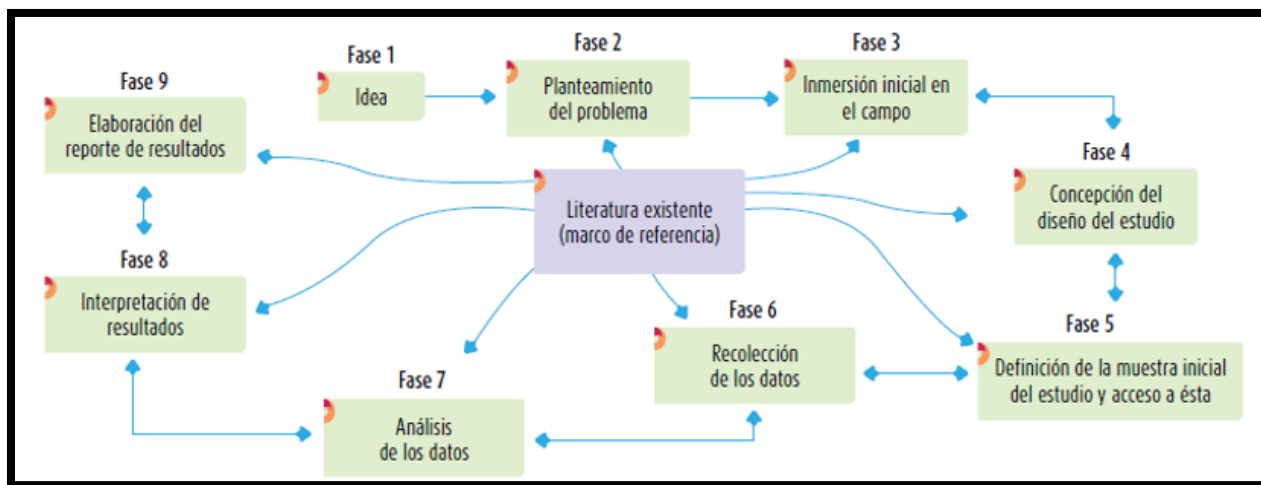 Fase 1
Idea
Fase 2
Planteamiento
del problema
Fase 3
Inmersión inicial en
el campo
Fase 4
Concepción del
diseño del estudio
Fase 5
Definición de la muestra inicial
del estudio y acceso a ésta
Fase 6
Recolección
de los datos
Fase 7
Análisis
de los datos
Fase 8
Interpretación de
resultados
Fase 9
Elaboración del
reporte de resultados
Literatura existente
(marco de referencia)